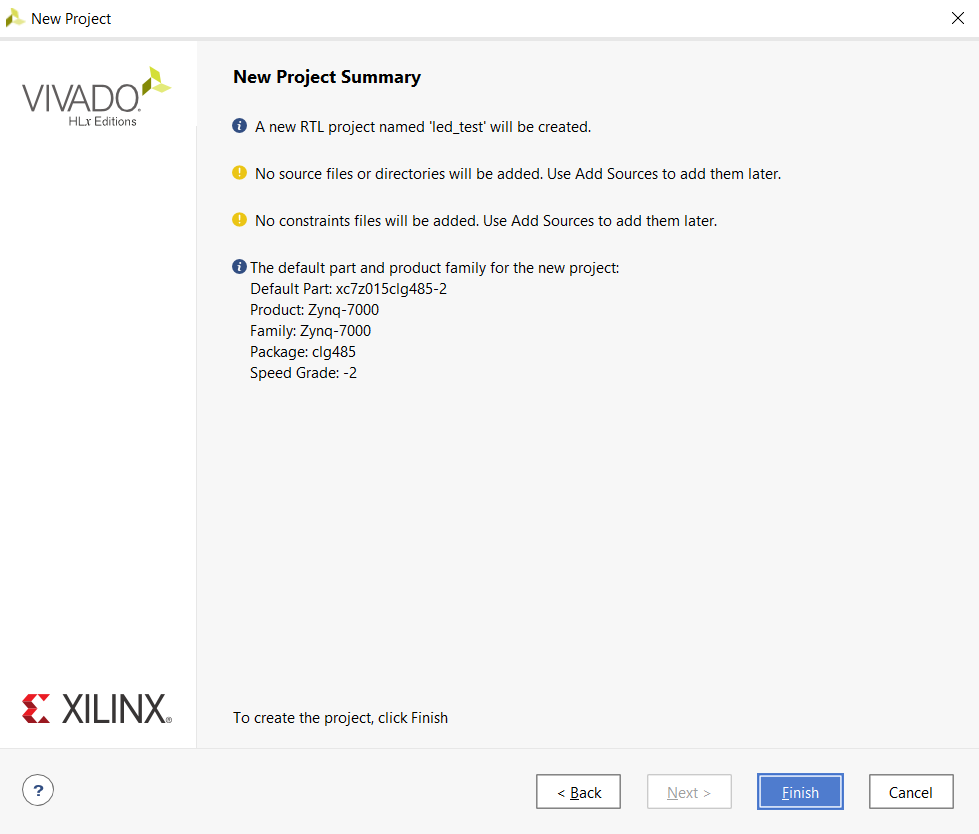 New Project
VIVADO.
HLx Editions
New Project Summary
A new RTL project named 'led_test' will be created.
No source files or directories will be added. Use Add Sources to add them later.
No constraints files will be added. Use Add Sources to add them later.
The default part and product family for the new project:
Default Part: xc7z015clg485-2
Product: Zynq-7000
Family: Zynq-7000
Package: clg485
Speed Grade: -2
XILINX®
To create the project, click Finish
?
< Back
Next >
Finish
Cancel